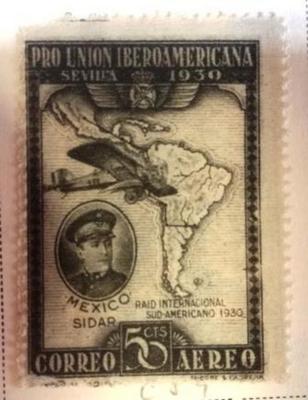 PRO UNION IBEROAMERICANA
SEVILLA 1930
MEXICO
SIDAR
RAID INTERNACIONAL
SUD-AMERICANO 1930
50 CTS
CORREO AEREO